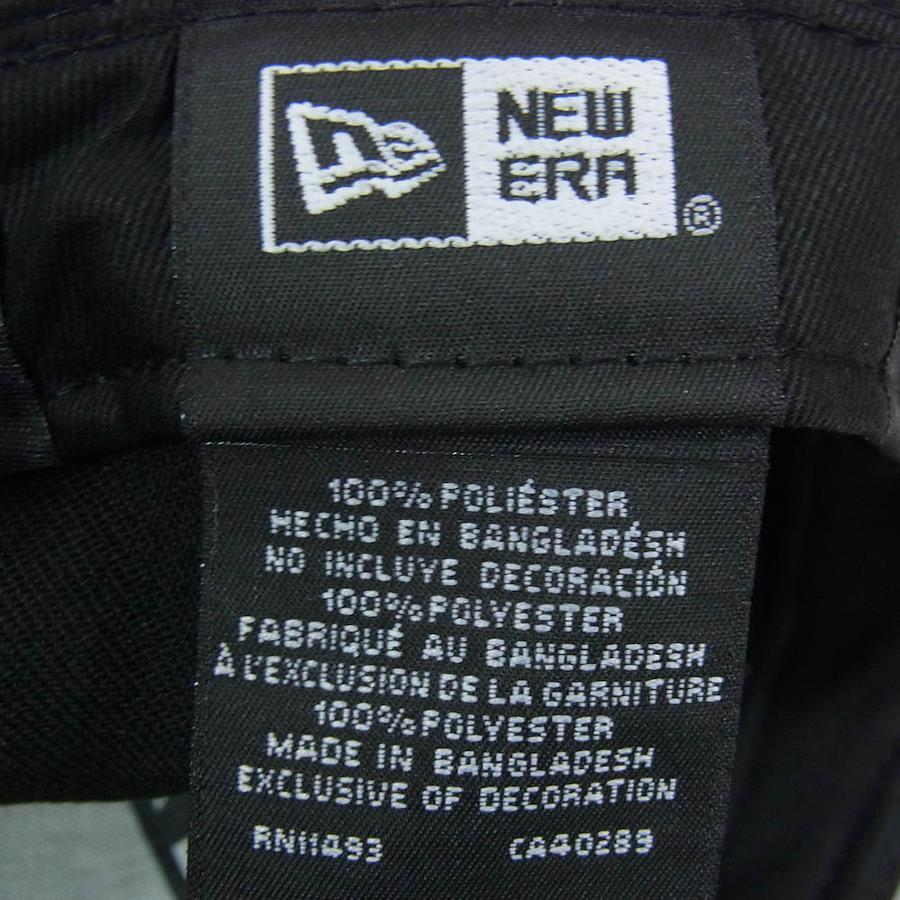 NEW
ERA
®
100% POLIÉSTER
HECHO EN BANGLADÉSH
NO INCLUYE DECORACIÓN
100% POLYESTER
FABRIQUÉ AU BANGLADESH
À L'EXCLUSION DE LA GARNITURE
100% POLYESTER
MADE IN BANGLADESH
EXCLUSIVE OF DECORATION
RN11493 CA40289